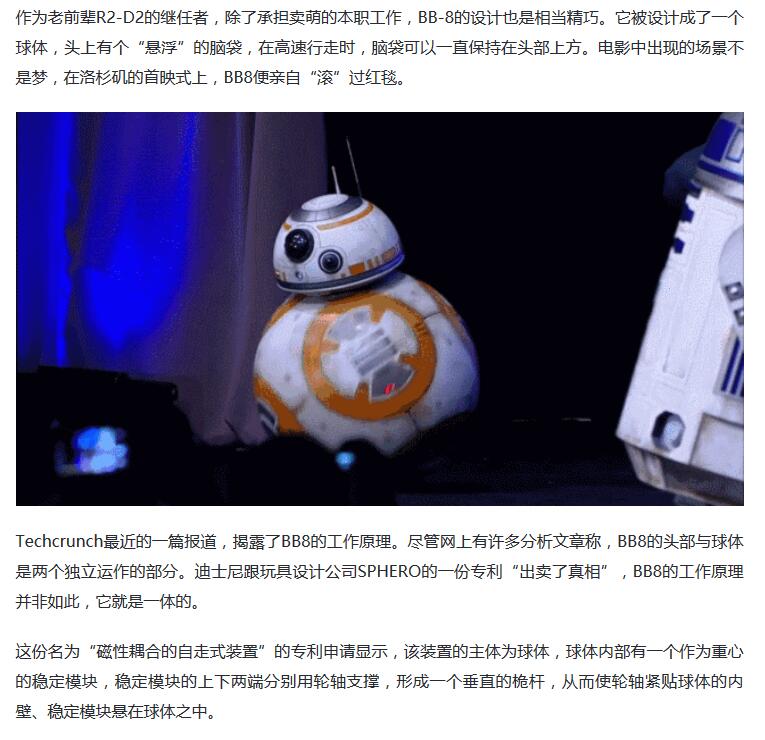 作为老前辈R2-D2的继任者，除了承担卖萌的本职工作，BB-8的设计也是相当精巧。它被设计成了一个
球体，头上有个“悬浮”的脑袋，在高速行走时，脑袋可以一直保持在头部上方。电影中出现的场景不
是梦，在洛杉矶的首映式上，BB8便亲自“滚”过红毯。
Techcrunch最近的一篇报道，揭露了BB8的工作原理。尽管网上有许多分析文章称，BB8的头部与球体
是两个独立运作的部分。迪士尼跟玩具设计公司SPHERO的一份专利“出卖了真相”，BB8的工作原理
并非如此，它就是一体的。
这份名为“磁性耦合的自走式装置”的专利申请显示，该装置的主体为球体，球体内部有一个作为重心
的稳定模块，稳定模块的上下两端分别用轮轴支撑，形成一个垂直的桅杆，从而使轮轴紧贴球体的内
壁、稳定模块悬在球体之中。